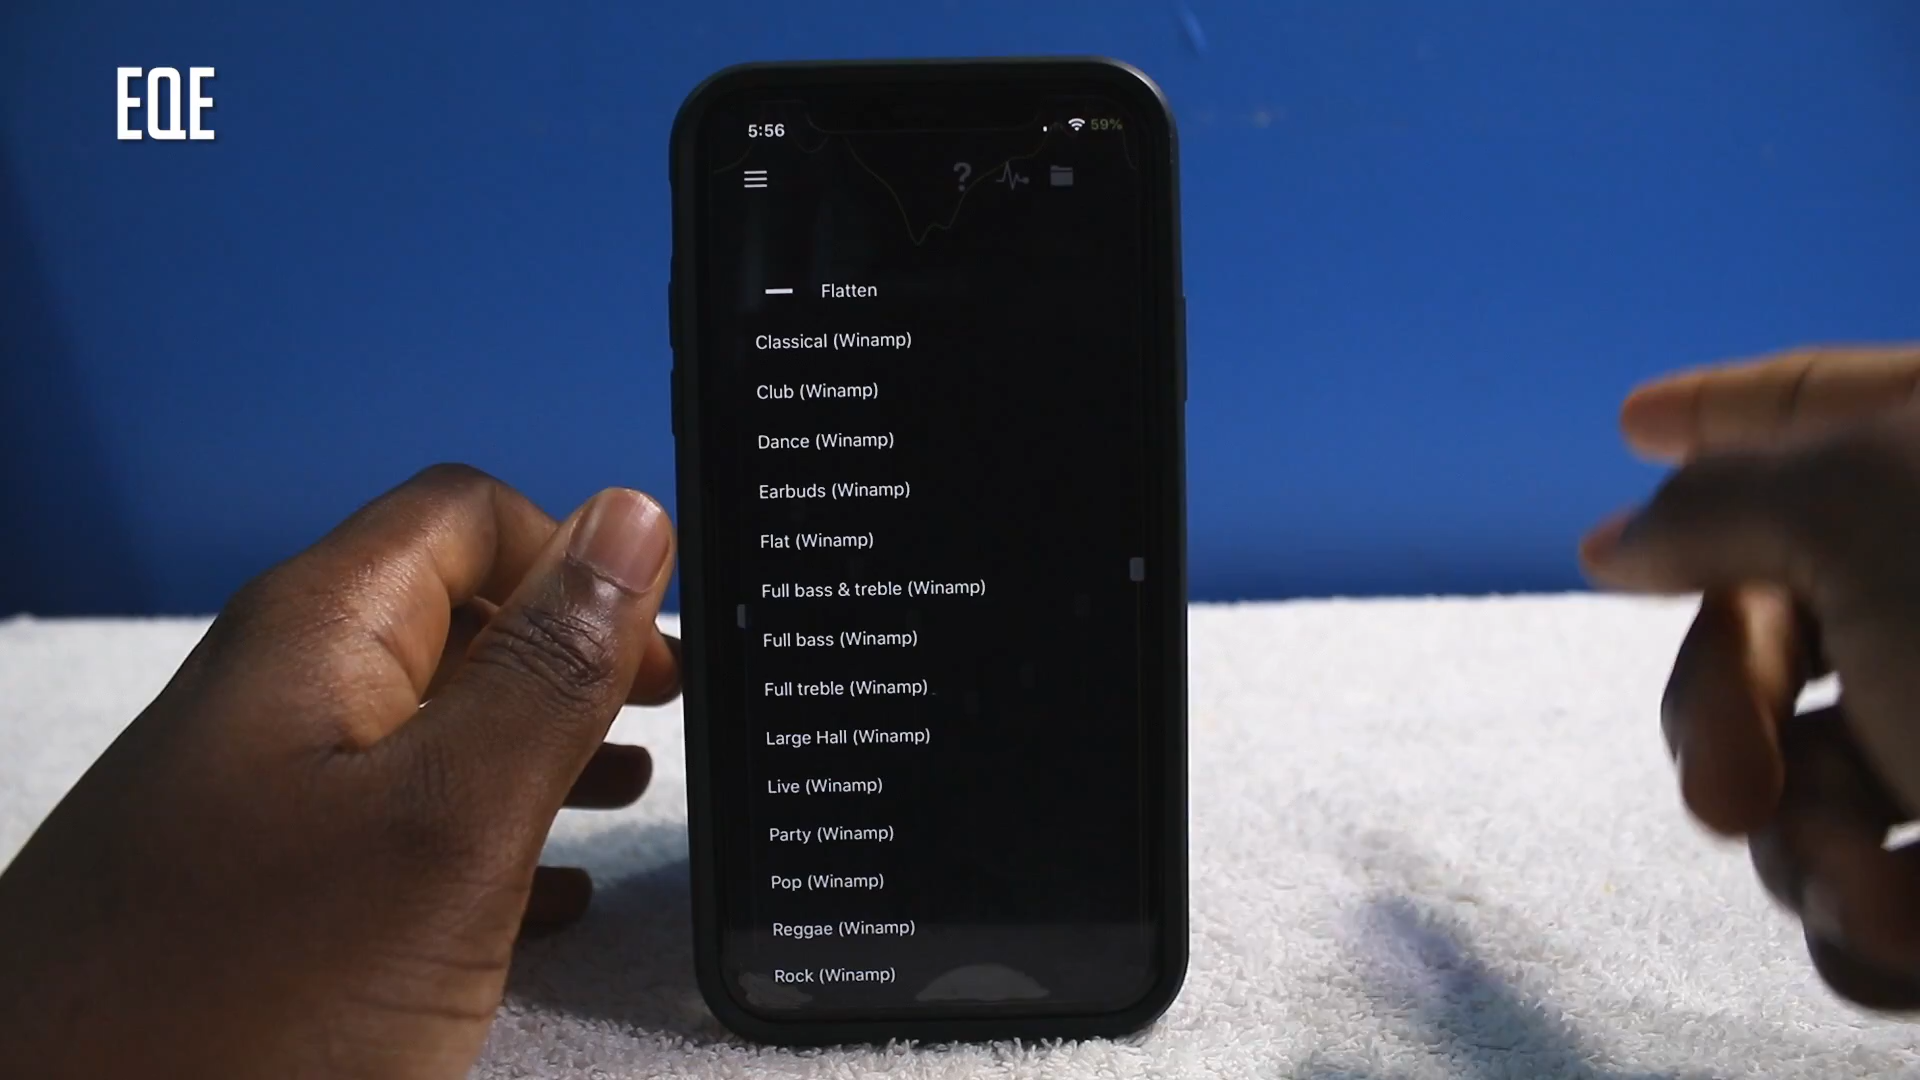 EQE
5:56
59%
?
Flatten
Classical (Winamp)
Club (Winamp)
Dance (Winamp)
Earbuds (Winamp)
Flat (Winamp)
Full bass & treble (Winamp)
Full bass (Winamp)
Full treble (Winamp)
Large Hall (Winamp)
Live (Winamp)
Party (Winamp)
Pop (Winamp)
Reggae (Winamp)
Rock (Winamp)